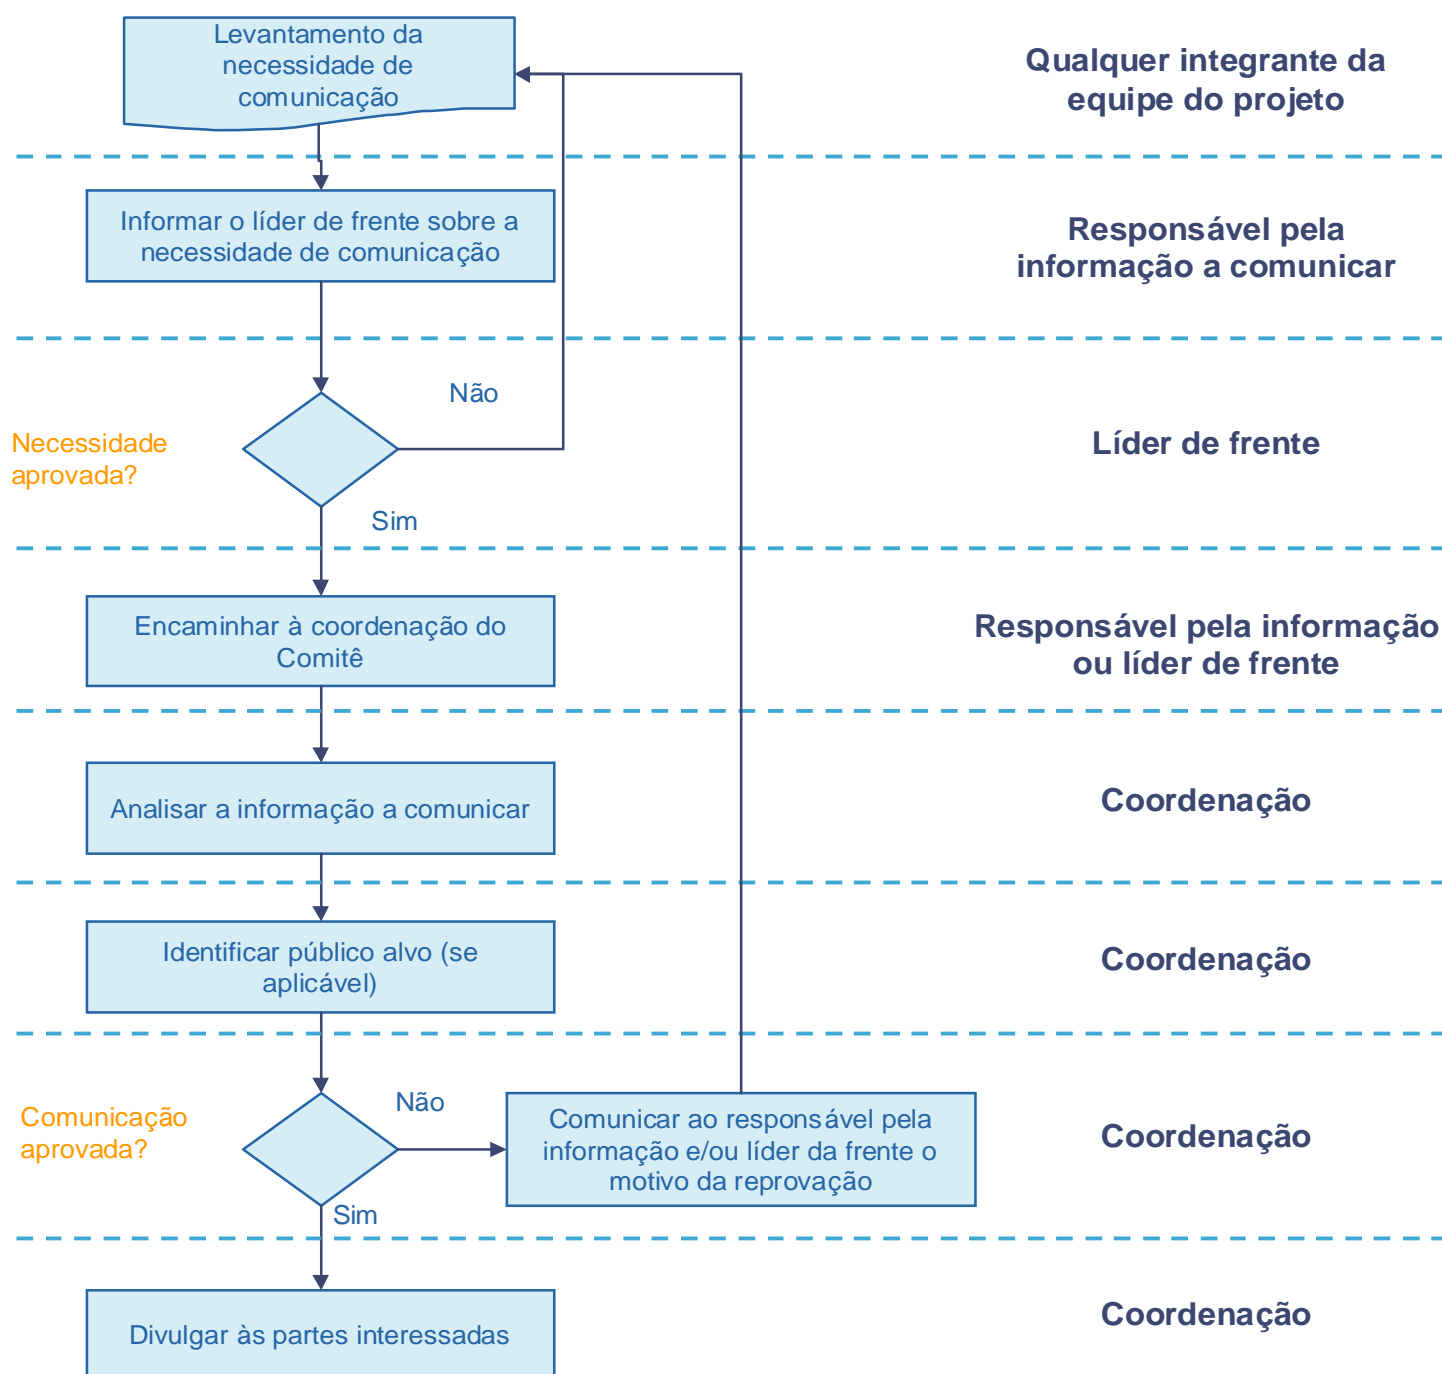 Levantamento da
necessidade de
comunicação
Qualquer integrante da
equipe do projeto
Informar o líder de frente sobre a
necessidade de comunicação
Responsável pela
informação a comunicar
Não
Necessidade
aprovada?
Líder de frente
Sim
Encaminhar à coordenação do
Comitê
Responsável pela informação
ou líder de frente
Analisar a informação a comunicar
Coordenação
Identificar público alvo (se
aplicável)
Coordenação
Comunicação
aprovada?
Não
Comunicar ao responsável pela
informação e/ou líder da frente o
motivo da reprovação
Coordenação
Sim
Divulgar às partes interessadas
Coordenação